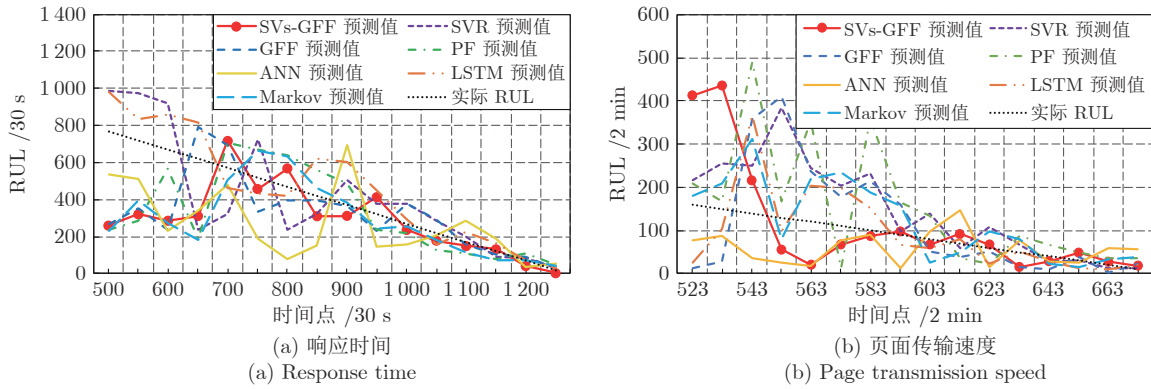 1 400
1 200
1 000
800
600
400
200
0
RUL /30 s
SVs-GFF 预测值
SVR 预测值
GFF 预测值
PF 预测值
ANN 预测值
LSTM 预测值
Markov 预测值
实际 RUL
500 600 700 800 900 1 000 1 100 1 200
时间点 /30 s
(a) 响应时间
(a) Response time
600
500
400
300
200
100
0
RUL /2 min
SVs-GFF 预测值
SVR 预测值
GFF 预测值
PF 预测值
ANN 预测值
LSTM 预测值
Markov 预测值
实际 RUL
523 543 563 583 603 623 643 663
时间点 /2 min
(b) 页面传输速度
(b) Page transmission speed